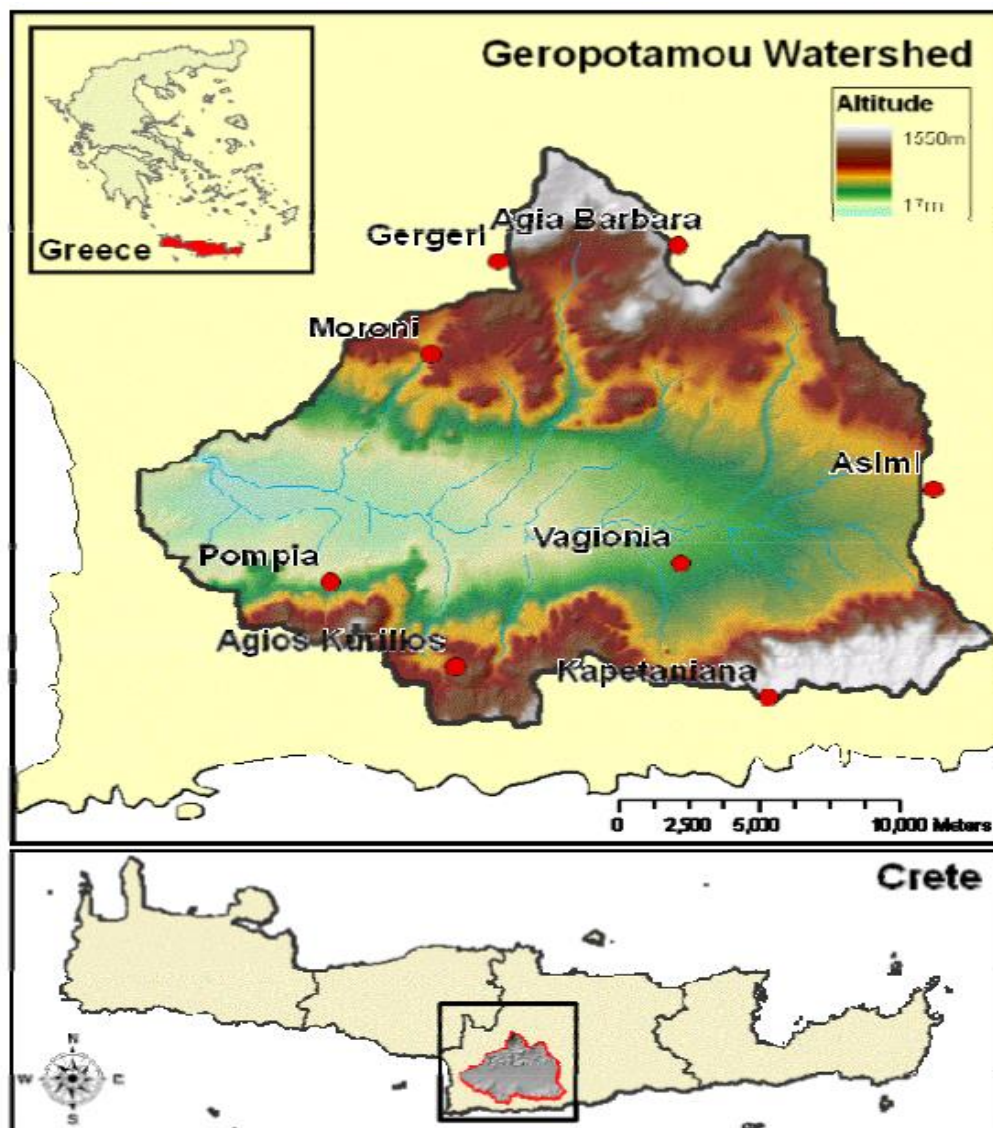 Geropotamou Watershed
Altitude
1550m
17m
Greece
Agia Barbara
Gergeri
Moroni
Asimi
Vagionia
Pompia
Agios Kurillos
Kapetaniana
0 2,500 5,000 10,000 Meters
Crete
N
W E
S